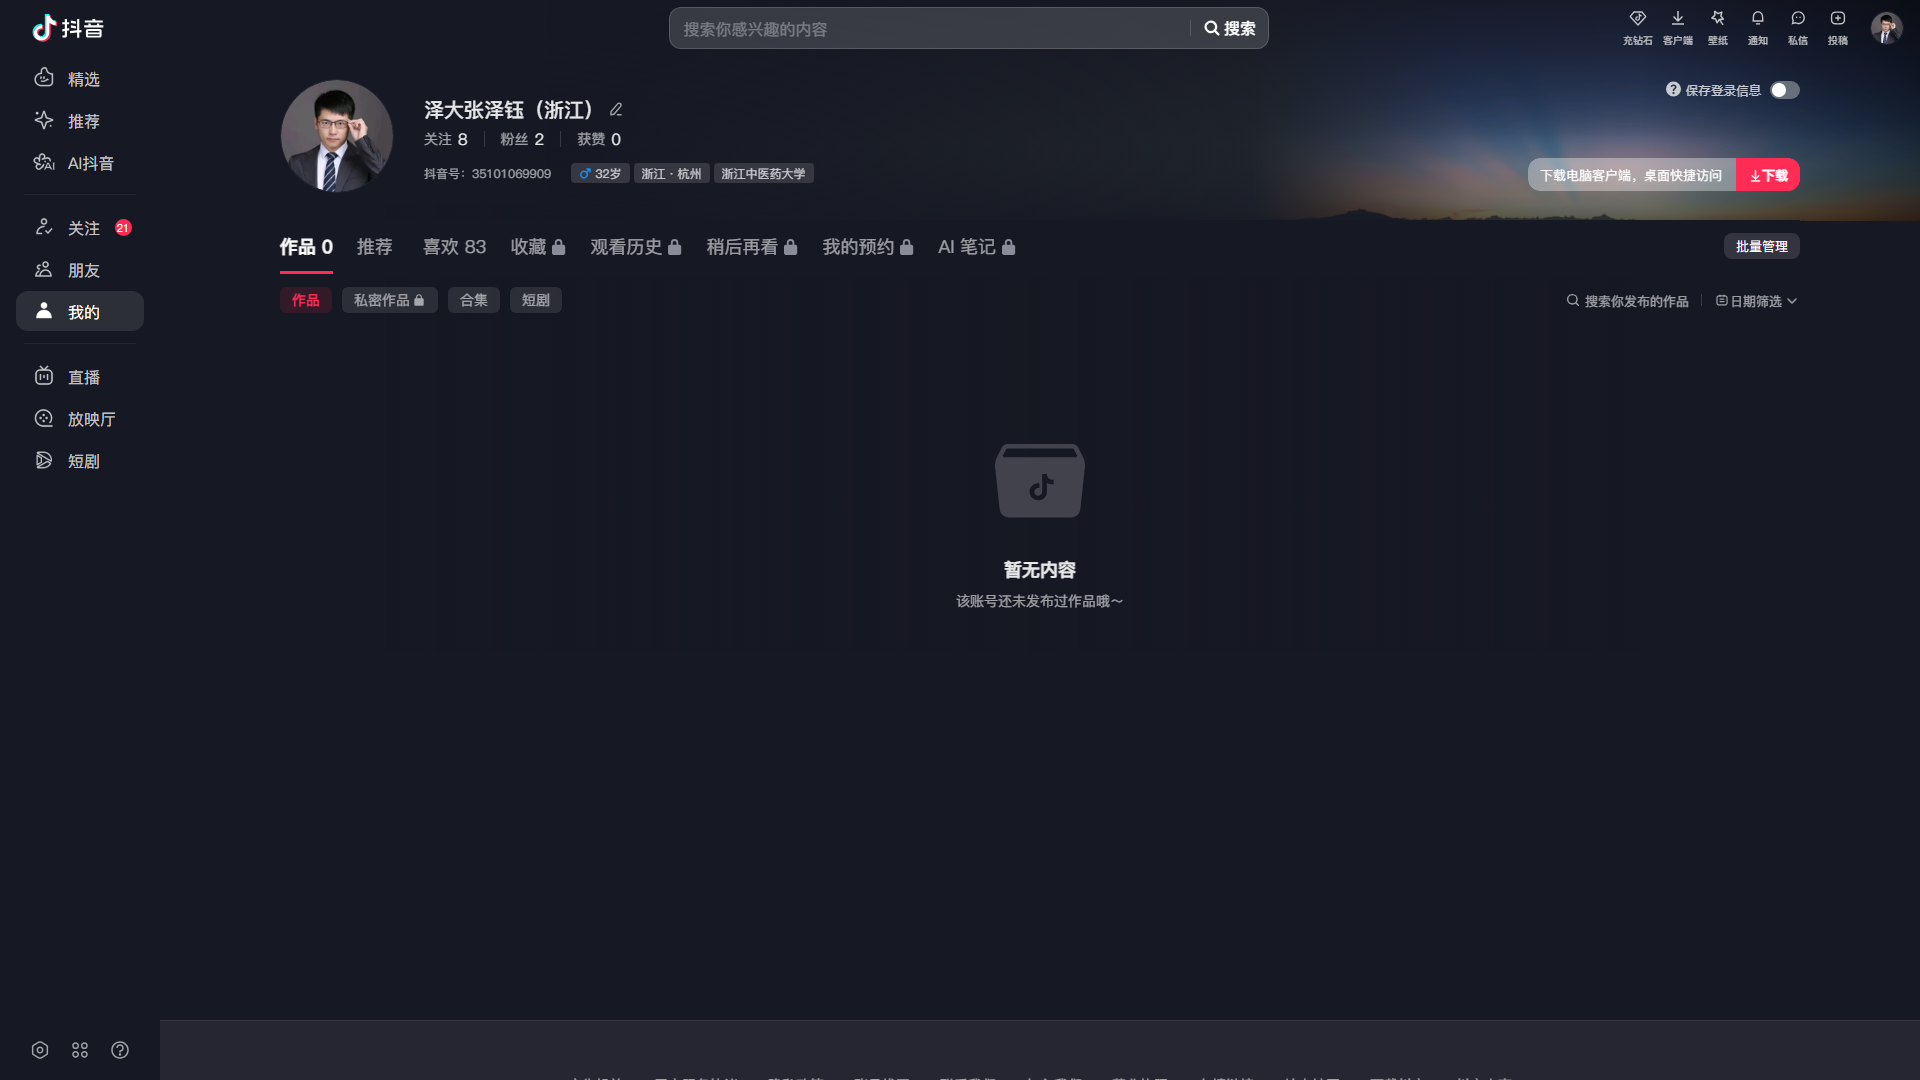 抖音
搜索你感兴趣的内容
搜索
充钻石
客户端
壁纸
通知
私信
投稿
精选
推荐
AI抖音
关注 21
朋友
我的
直播
放映厅
短剧
泽大张泽钰（浙江）
关注 8 粉丝 2 获赞 0
抖音号：35101069909 ♂ 32岁 浙江 · 杭州 浙江中医药大学
? 保存登录信息
下载电脑客户端，桌面快捷访问 下载
作品 0 推荐 喜欢 83 收藏 观看历史 稍后再看 我的预约 AI 笔记 批量管理
作品 私密作品 合集 短剧
搜索你发布的作品 日期筛选
暂无内容
该账号还未发布过作品哦～